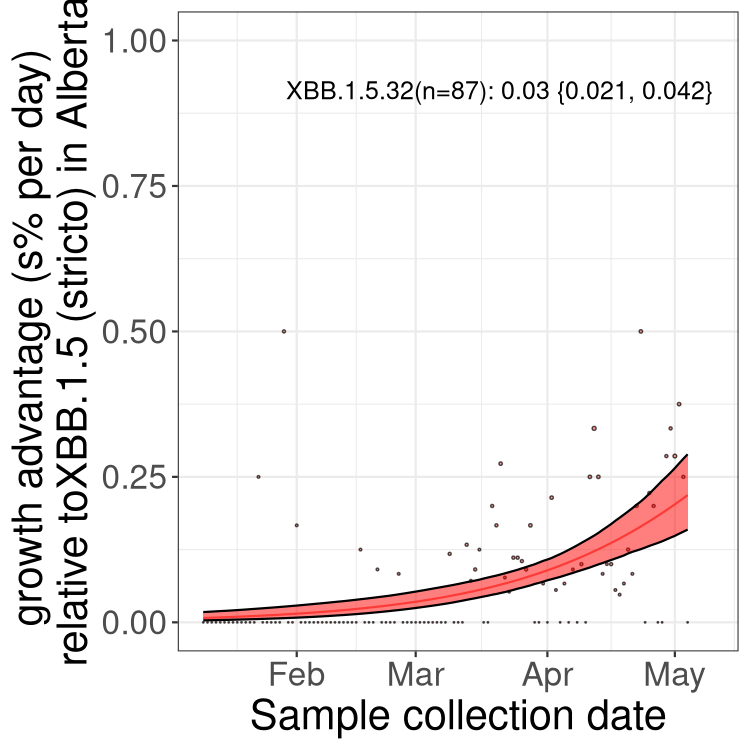 growth advantage (s% per day)
relative toXBB.1.5 (stricto) in Alberta
1.00
0.75
0.50
0.25
0.00
XBB.1.5.32(n=87): 0.03 {0.021, 0.042}
Feb Mar Apr May
Sample collection date